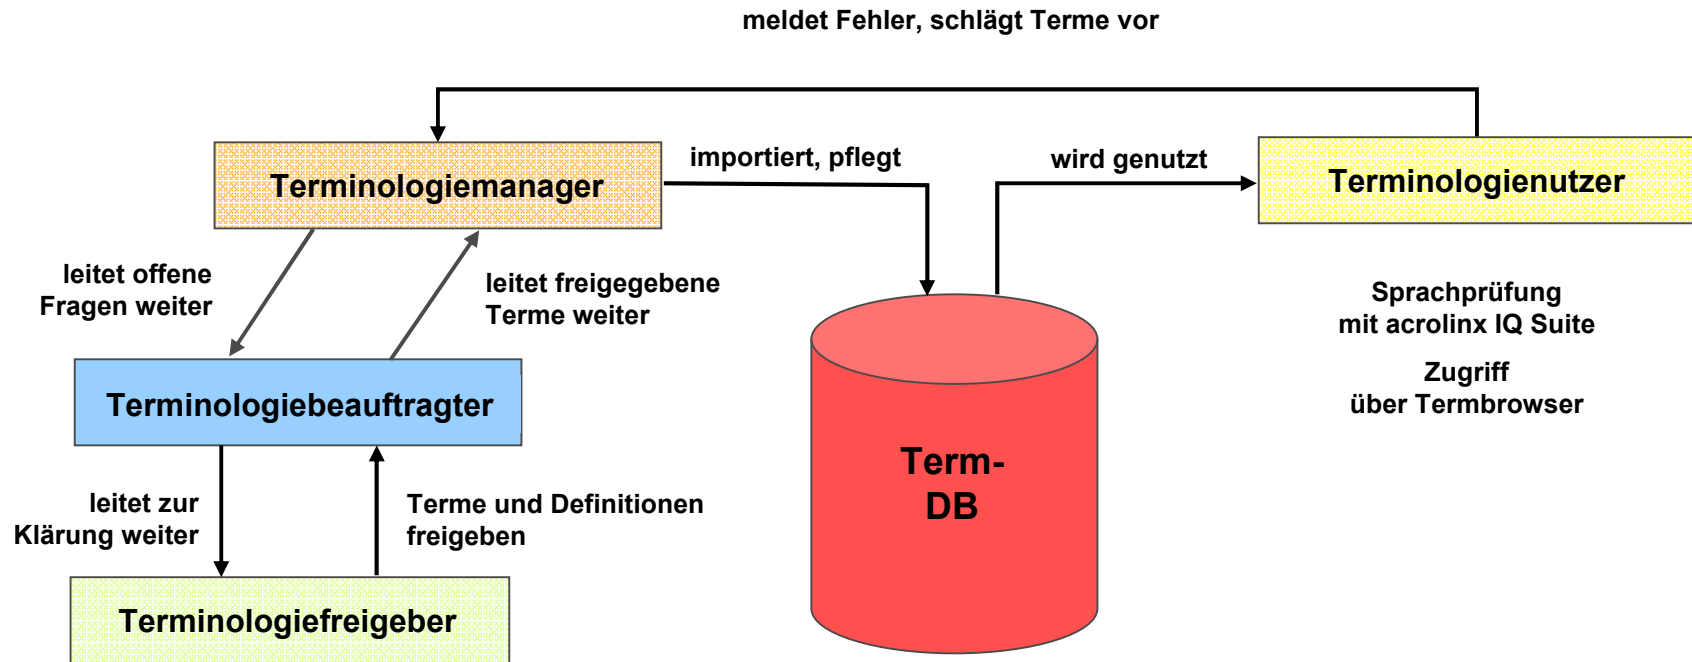 meldet Fehler, schlägt Terme vor
importiert, pflegt
wird genutzt
Terminologiemanager
Terminologienutzer
leitet offene
Fragen weiter
leitet freigegebene
Terme weiter
Sprachprüfung
mit acrolinx IQ Suite
Zugriff
über Termbrowser
Terminologiebeauftragter
Term-
DB
leitet zur
Klärung weiter
Terme und Definitionen
freigeben
Terminologiefreigeber